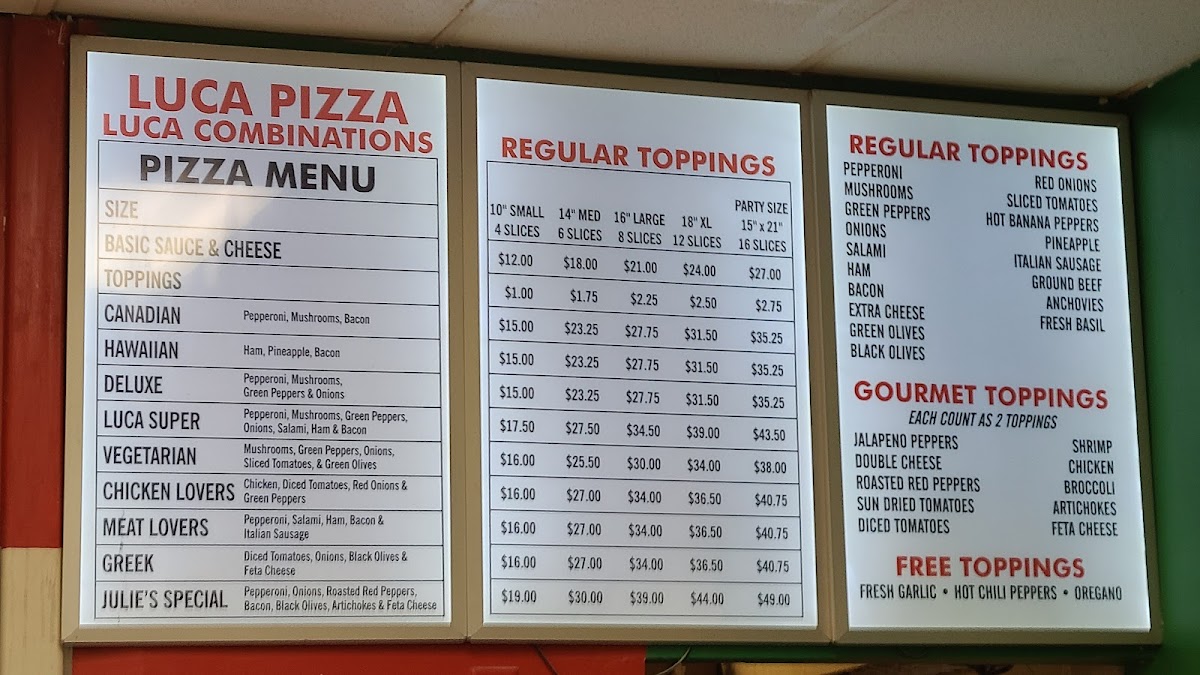 LUCA PIZZA
LUCA COMBINATIONS
PIZZA MENU
SIZE
BASIC SAUCE & CHEESE
TOPPINGS
CANADIAN Pepperoni, Mushrooms, Bacon
HAWAIIAN Ham, Pineapple, Bacon
DELUXE Pepperoni, Mushrooms,
Green Peppers & Onions
LUCA SUPER Pepperoni, Mushrooms, Green Peppers,
Onions, Salami, Ham & Bacon
VEGETARIAN Mushrooms, Green Peppers, Onions,
Sliced Tomatoes, & Green Olives
CHICKEN LOVERS Chicken, Diced Tomatoes, Red Onions &
Green Peppers
MEAT LOVERS Pepperoni, Salami, Ham, Bacon &
Italian Sausage
GREEK Diced Tomatoes, Onions, Black Olives &
Feta Cheese
JULIE'S SPECIAL Pepperoni, Onions, Roasted Red Peppers,
Bacon, Black Olives, Artichokes & Feta Cheese
REGULAR TOPPINGS
PARTY SIZE
10" SMALL 14" MED 16" LARGE 18" XL 15" x 21"
4 SLICES 6 SLICES 8 SLICES 12 SLICES 16 SLICES
$12.00 $18.00 $21.00 $24.00 $27.00
$1.00 $1.75 $2.25 $2.50 $2.75
$15.00 $23.25 $27.75 $31.50 $35.25
$15.00 $23.25 $27.75 $31.50 $35.25
$15.00 $23.25 $27.75 $31.50 $35.25
$17.50 $27.50 $34.50 $39.00 $43.50
$16.00 $25.50 $30.00 $34.00 $38.00
$16.00 $27.00 $34.00 $36.50 $40.75
$16.00 $27.00 $34.00 $36.50 $40.75
$16.00 $27.00 $34.00 $36.50 $40.75
$19.00 $30.00 $39.00 $44.00 $49.00
REGULAR TOPPINGS
PEPPERONI
MUSHROOMS
GREEN PEPPERS
ONIONS
SALAMI
HAM
BACON
EXTRA CHEESE
GREEN OLIVES
BLACK OLIVES
RED ONIONS
SLICED TOMATOES
HOT BANANA PEPPERS
PINEAPPLE
ITALIAN SAUSAGE
GROUND BEEF
ANCHOVIES
FRESH BASIL
GOURMET TOPPINGS
EACH COUNT AS 2 TOPPINGS
JALAPENO PEPPERS
DOUBLE CHEESE
ROASTED RED PEPPERS
SUN DRIED TOMATOES
DICED TOMATOES
SHRIMP
CHICKEN
BROCCOLI
ARTICHOKES
FETA CHEESE
FREE TOPPINGS
FRESH GARLIC • HOT CHILI PEPPERS • OREGANO